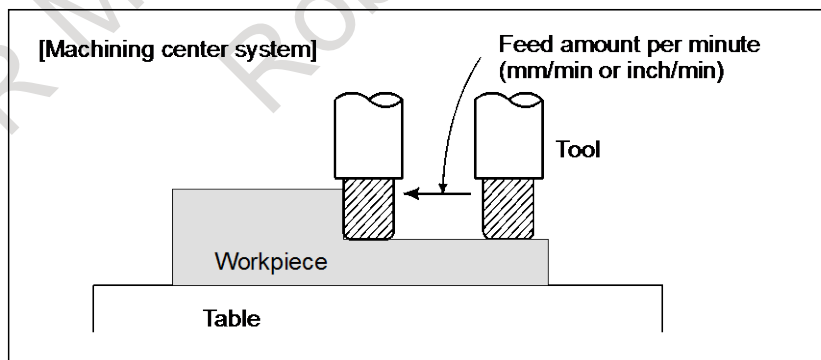 [Machining center system]
Feed amount per minute
(mm/min or inch/min)
Tool
Workpiece
Table